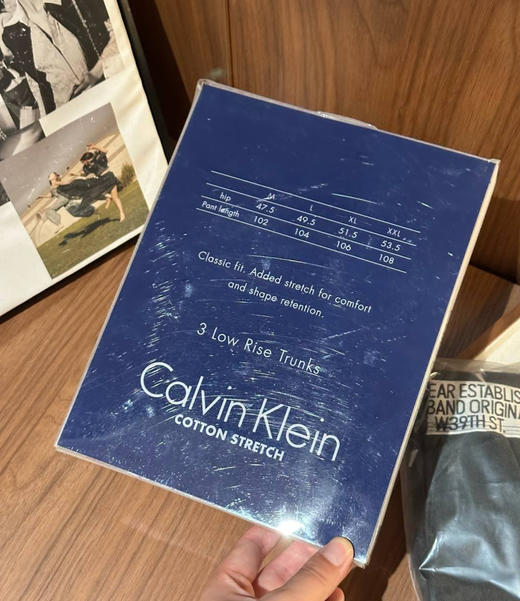 M L XL XXL
hip 47.5 49.5 51.5 53.5
Pant length 102 104 106 108
Classic fit. Added stretch for comfort
and shape retention.
3 Low Rise Trunks
Calvin Klein
COTTON STRETCH
EAR ESTABLIS
BAND ORIGINA
W39TH ST.